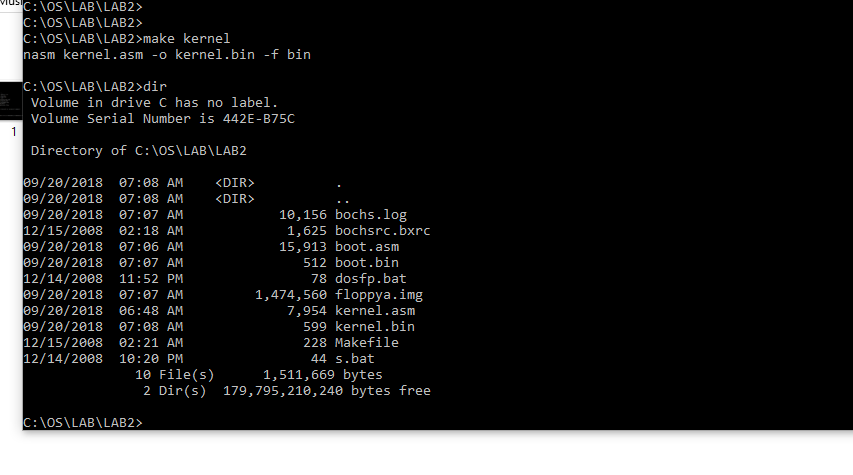 C:\OS\LAB\LAB2>
C:\OS\LAB\LAB2>
C:\OS\LAB\LAB2>make kernel
nasm kernel.asm -o kernel.bin -f bin
C:\OS\LAB\LAB2>dir
 Volume in drive C has no label.
 Volume Serial Number is 442E-B75C
 Directory of C:\OS\LAB\LAB2
1
09/20/2018  07:08 AM    <DIR>          .
09/20/2018  07:08 AM    <DIR>          ..
09/20/2018  07:07 AM            10,156 bochs.log
12/15/2008  02:18 AM             1,625 bochsrc.bxrc
09/20/2018  07:06 AM            15,913 boot.asm
09/20/2018  07:07 AM               512 boot.bin
12/14/2008  11:52 PM                78 dosfp.bat
09/20/2018  07:07 AM         1,474,560 floppya.img
09/20/2018  06:48 AM             7,954 kernel.asm
09/20/2018  07:08 AM               599 kernel.bin
12/15/2008  02:21 AM               228 Makefile
12/14/2008  10:20 PM                44 s.bat
              10 File(s)      1,511,669 bytes
               2 Dir(s)  179,795,210,240 bytes free
C:\OS\LAB\LAB2>